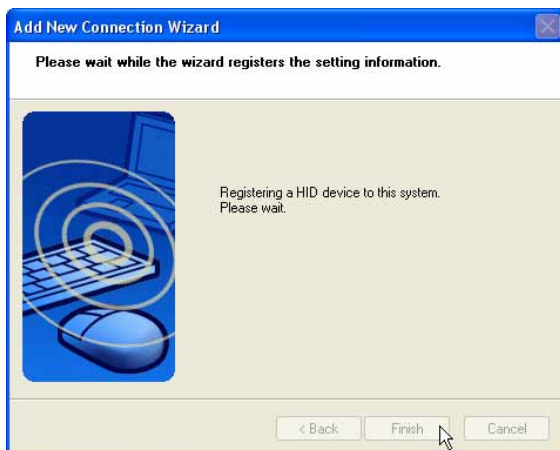 Add New Connection Wizard
Please wait while the wizard registers the setting information.
Registering a HID device to this system.
Please wait.
< Back
Finish
Cancel